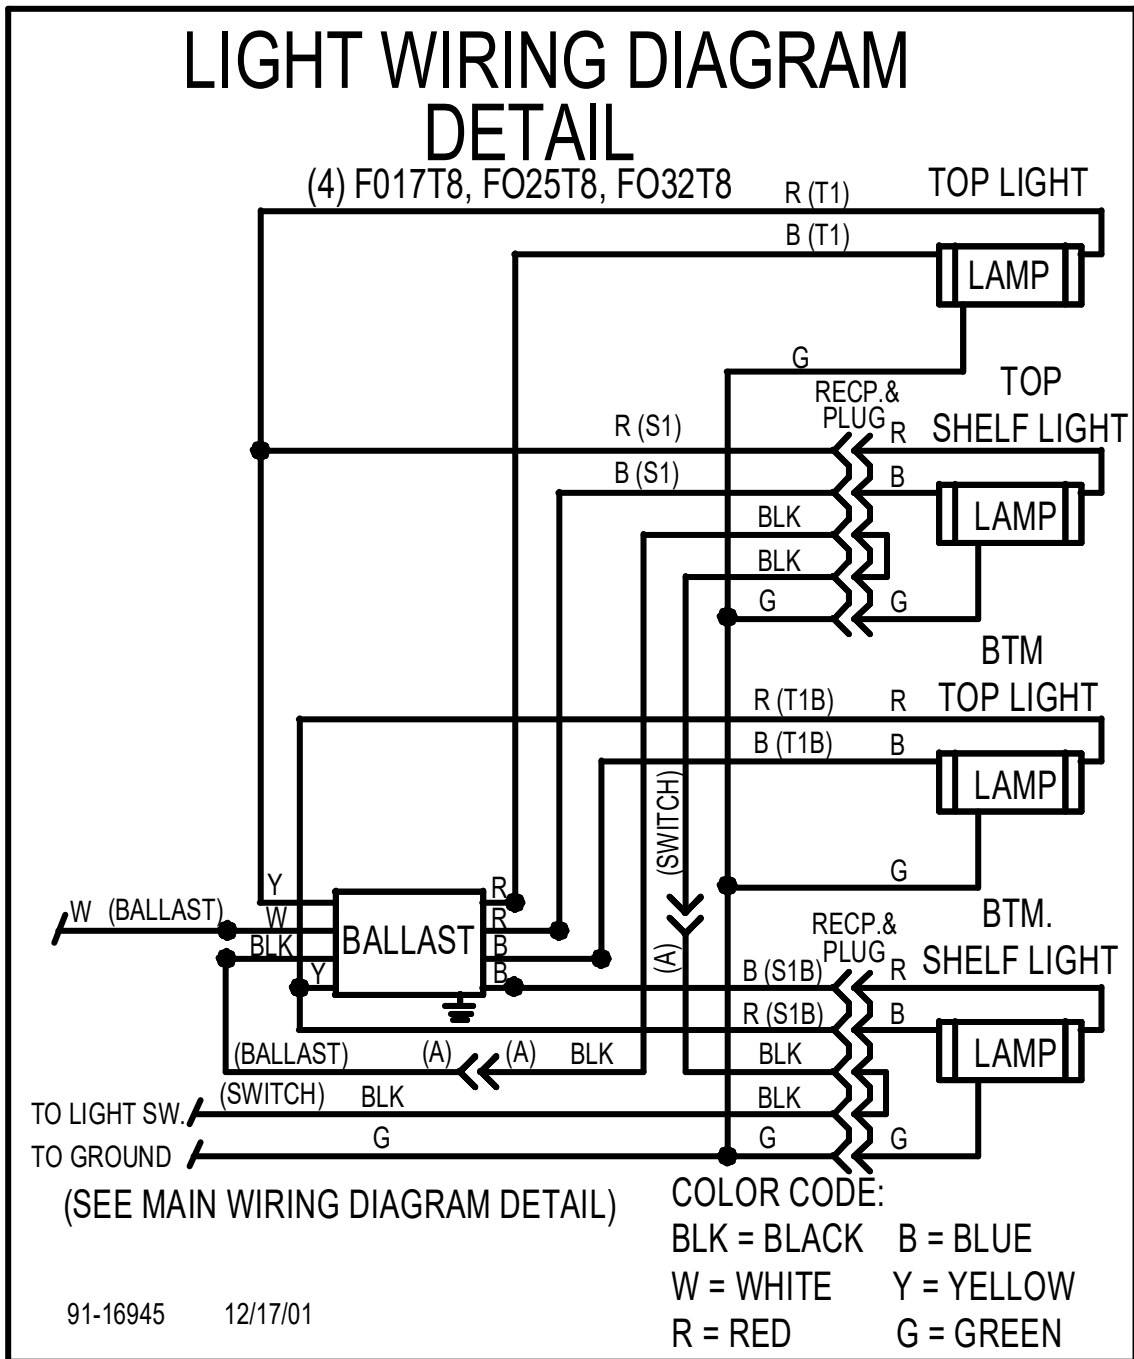 LIGHT WIRING DIAGRAM
DETAIL
(4) F017T8, FO25T8, FO32T8
TOP LIGHT
R (T1)
B (T1)
LAMP
G
RECP.&
PLUG
TOP
SHELF LIGHT
R (S1)
R
B (S1)
B
LAMP
BLK
BLK
G
G
BTM
TOP LIGHT
R (T1B)
R
B (T1B)
B
LAMP
(SWITCH)
G
Y
R
W (BALLAST)
W
R
BLK
BALLAST
B
Y
B
(A)
RECP.&
PLUG
BTM.
SHELF LIGHT
B (S1B)
R
R (S1B)
B
LAMP
(BALLAST)
(A)
(A)
BLK
BLK
(SWITCH)
BLK
BLK
TO LIGHT SW.
G
G
G
TO GROUND
(SEE MAIN WIRING DIAGRAM DETAIL)
COLOR CODE:
BLK = BLACK B = BLUE
W = WHITE Y = YELLOW
R = RED G = GREEN
91-16945 12/17/01